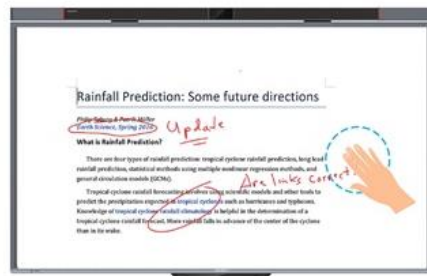 Rainfall Prediction: Some future directions
Philip Tabung & Patrik Miller
Earth Science, Spring 2016
Update
What is Rainfall Prediction?
There are four types of rainfall prediction: tropical cyclone rainfall prediction, long lead
rainfall prediction, statistical methods using multiple nonlinear regression methods, and
general circulation models (GCMs).
Are links correct
Tropical cyclone rainfall forecasting involves using scientific models and other tools to
predict the precipitation expected in tropical cyclones such as hurricanes and typhoons.
Knowledge of tropical cyclone rainfall climatology is helpful in the determination of a
tropical cyclone rainfall forecast. More rainfall falls in advance of the center of the cyclone
than in its wake.